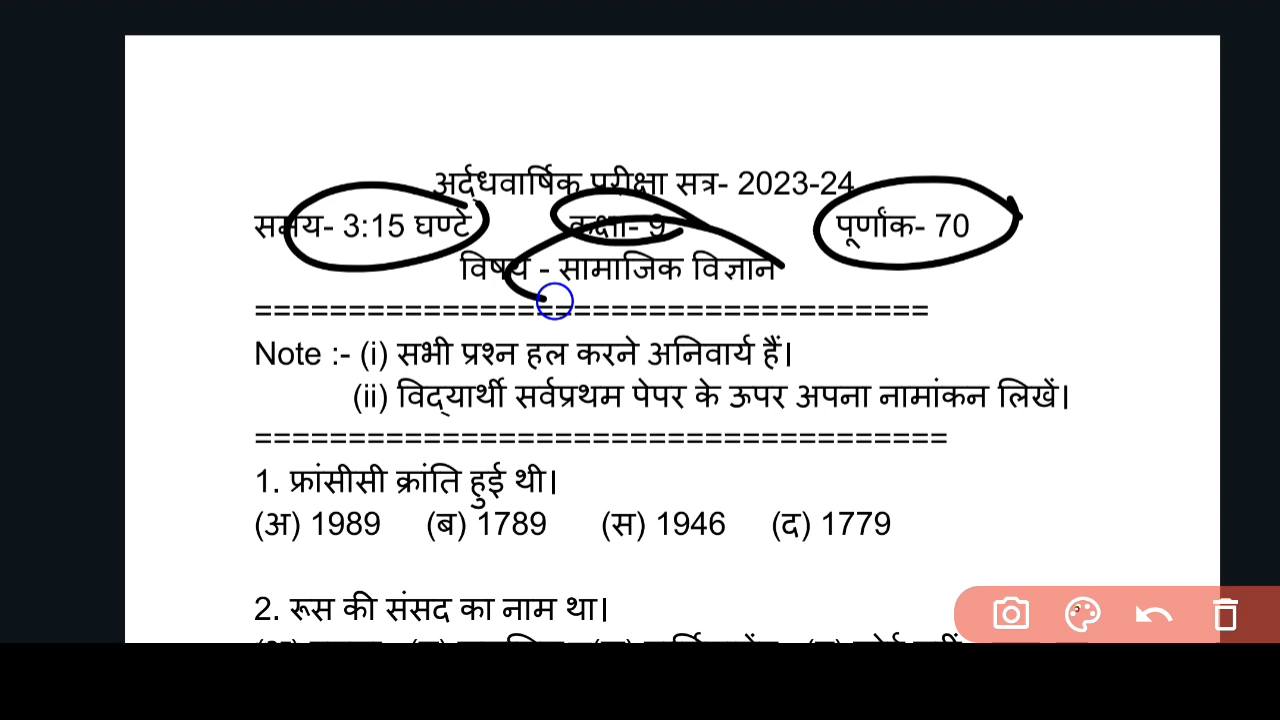 अर्द्धवार्षिक परीक्षा सत्र- 2023-24
समय- 3:15 घण्टे कक्षा- 9 पूर्णांक- 70
विषय - सामाजिक विज्ञान
====================================
Note :- (i) सभी प्रश्न हल करने अनिवार्य हैं।
(ii) विद्यार्थी सर्वप्रथम पेपर के ऊपर अपना नामांकन लिखें।
=====================================
1. फ्रांसीसी क्रांति हुई थी।
(अ) 1989 (ब) 1789 (स) 1946 (द) 1779
2. रूस की संसद का नाम था।